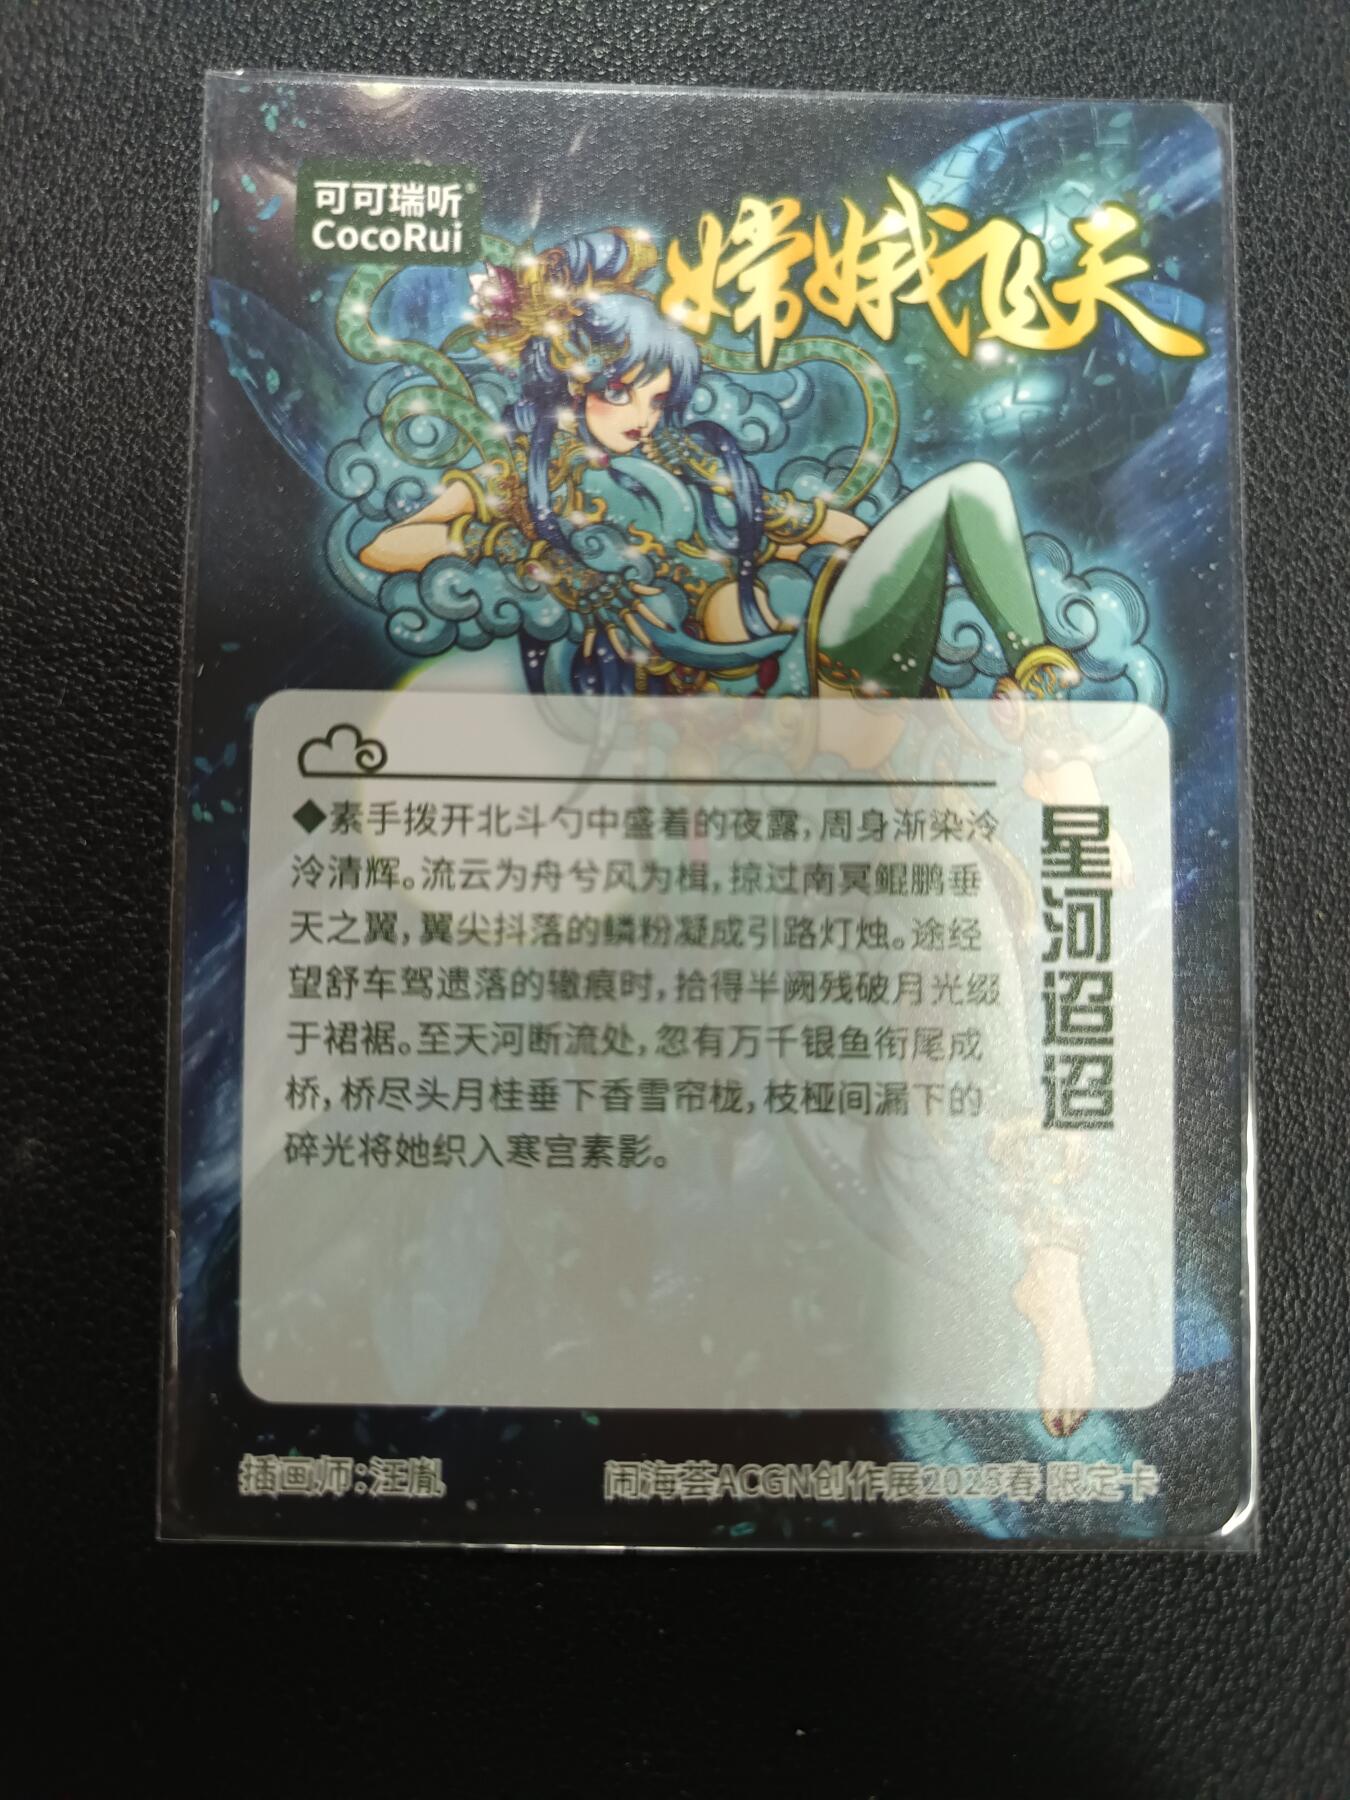 可可瑞听®
CocoRui
嫦娥飞天
◆素手拨开北斗勺中盛着的夜露,周身渐染泠
泠清辉。流云为舟兮风为楫,掠过南冥鲲鹏垂
天之翼,翼尖抖落的鳞粉凝成引路灯烛。途经
望舒车驾遗落的辙痕时,拾得半阙残破月光缀
于裙裾。至天河断流处,忽有万千银鱼衔尾成
桥,桥尽头月桂垂下香雪帘栊,枝桠间漏下的
碎光将她织入寒宫素影。
星河迢迢
插画师:汪胤
闹海荟ACGN创作展2025春 限定卡